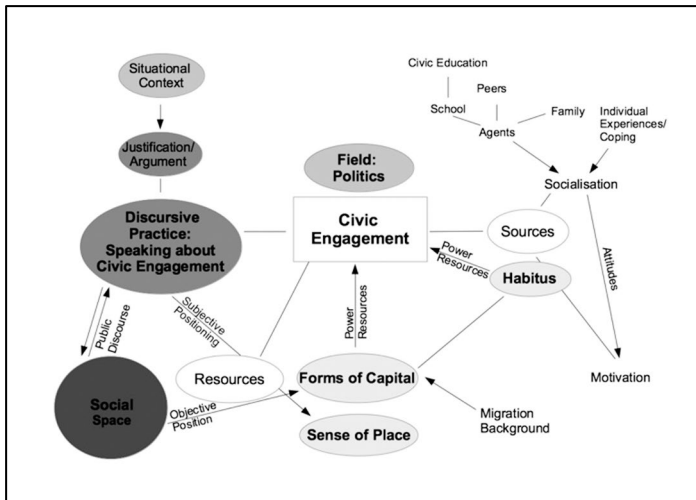 Situational
Context
Justification/
Argument
Discursive
Practice:
Speaking about
Civic Engagement
Public
Discourse
Social
Space
Subjective
Positioning
Resources
Objective
Position
Field:
Politics
Civic
Engagement
Power
Resources
Forms of Capital
Sense of Place
Civic Education
School
Peers
Agents
Family
Individual
Experiences/
Coping
Socialisation
Sources
Power
Resources
Habitus
Attitudes
Motivation
Migration
Background